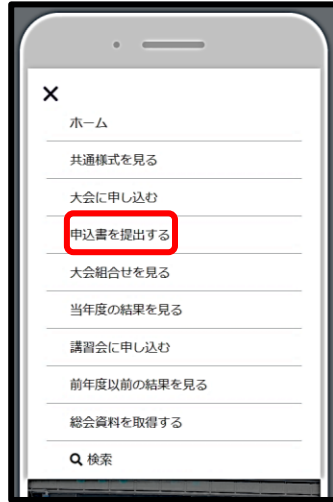 ×
ホーム
共通様式を見る
大会に申し込む
申込書を提出する
大会組合せを見る
当年度の結果を見る
講習会に申し込む
前年度以前の結果を見る
総会資料を取得する
検索